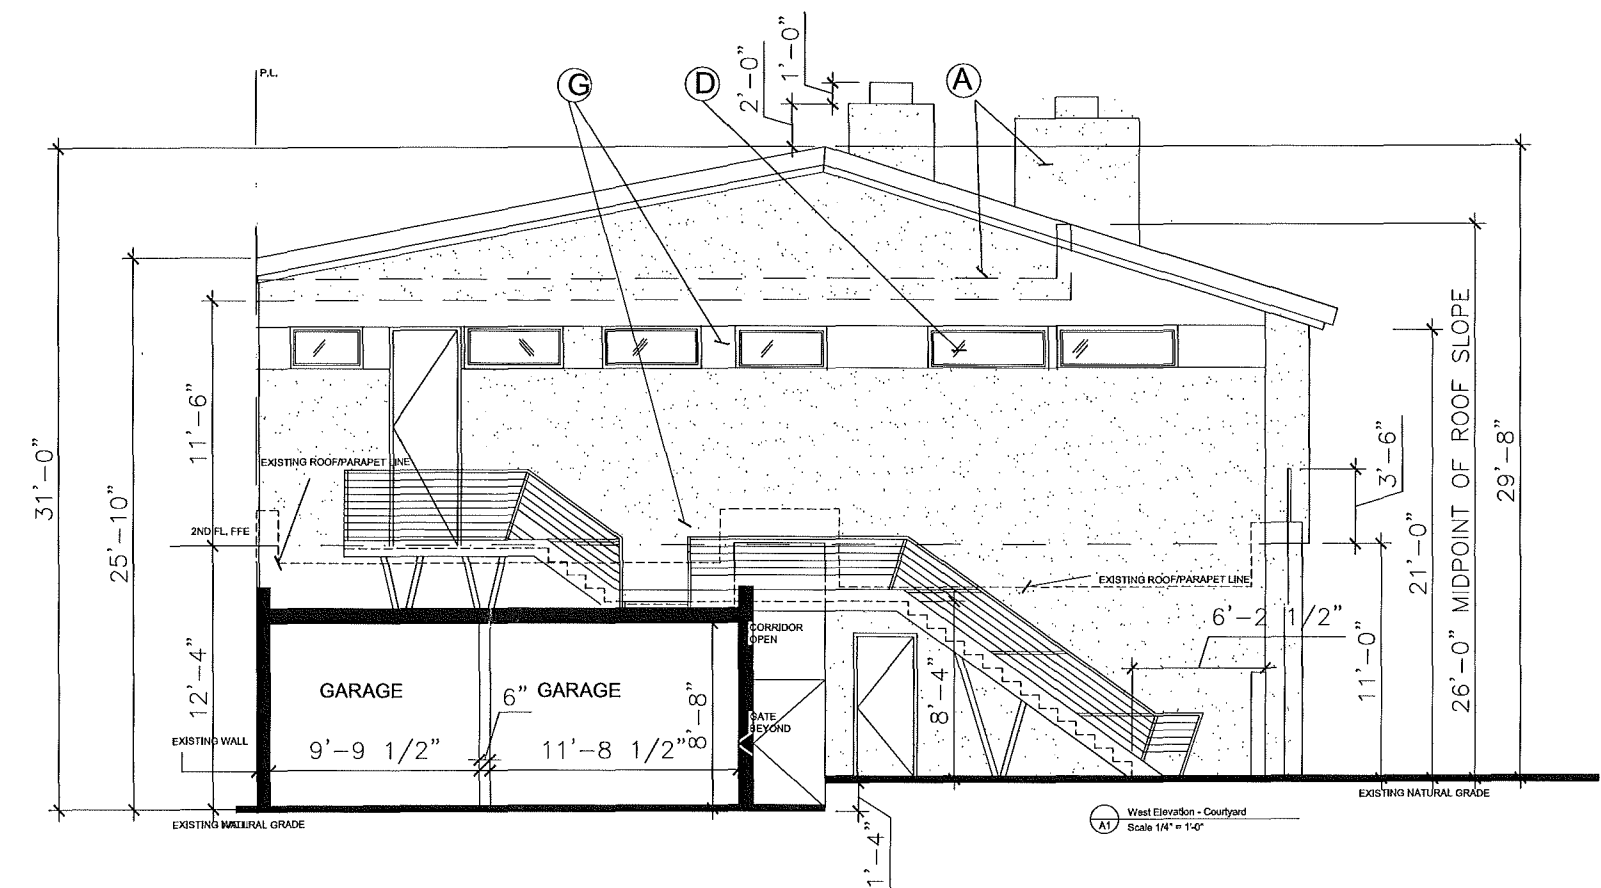 P.L.
G
D
A
2'-0"
1'-0"
31'-0"
25'-10"
11'-6"
12'-4"
EXISTING ROOF/PARAPET LINE
2ND FL, FFE
EXISTING WALL
GARAGE
GARAGE
6"
9'-9 1/2"
11'-8 1/2"
8'-8"
CORRIDOR
OPEN
GATE
BEYOND
8'-4"
EXISTING ROOF/PARAPET LINE
6'-2 1/2"
3'-6"
11'-0"
21'-0"
26'-0" MIDPOINT OF ROOF SLOPE
29'-8"
EXISTING NATURAL GRADE
EXISTING NATURAL GRADE
1'-4"
A1
West Elevation - Courtyard
Scale 1/4" = 1'-0"